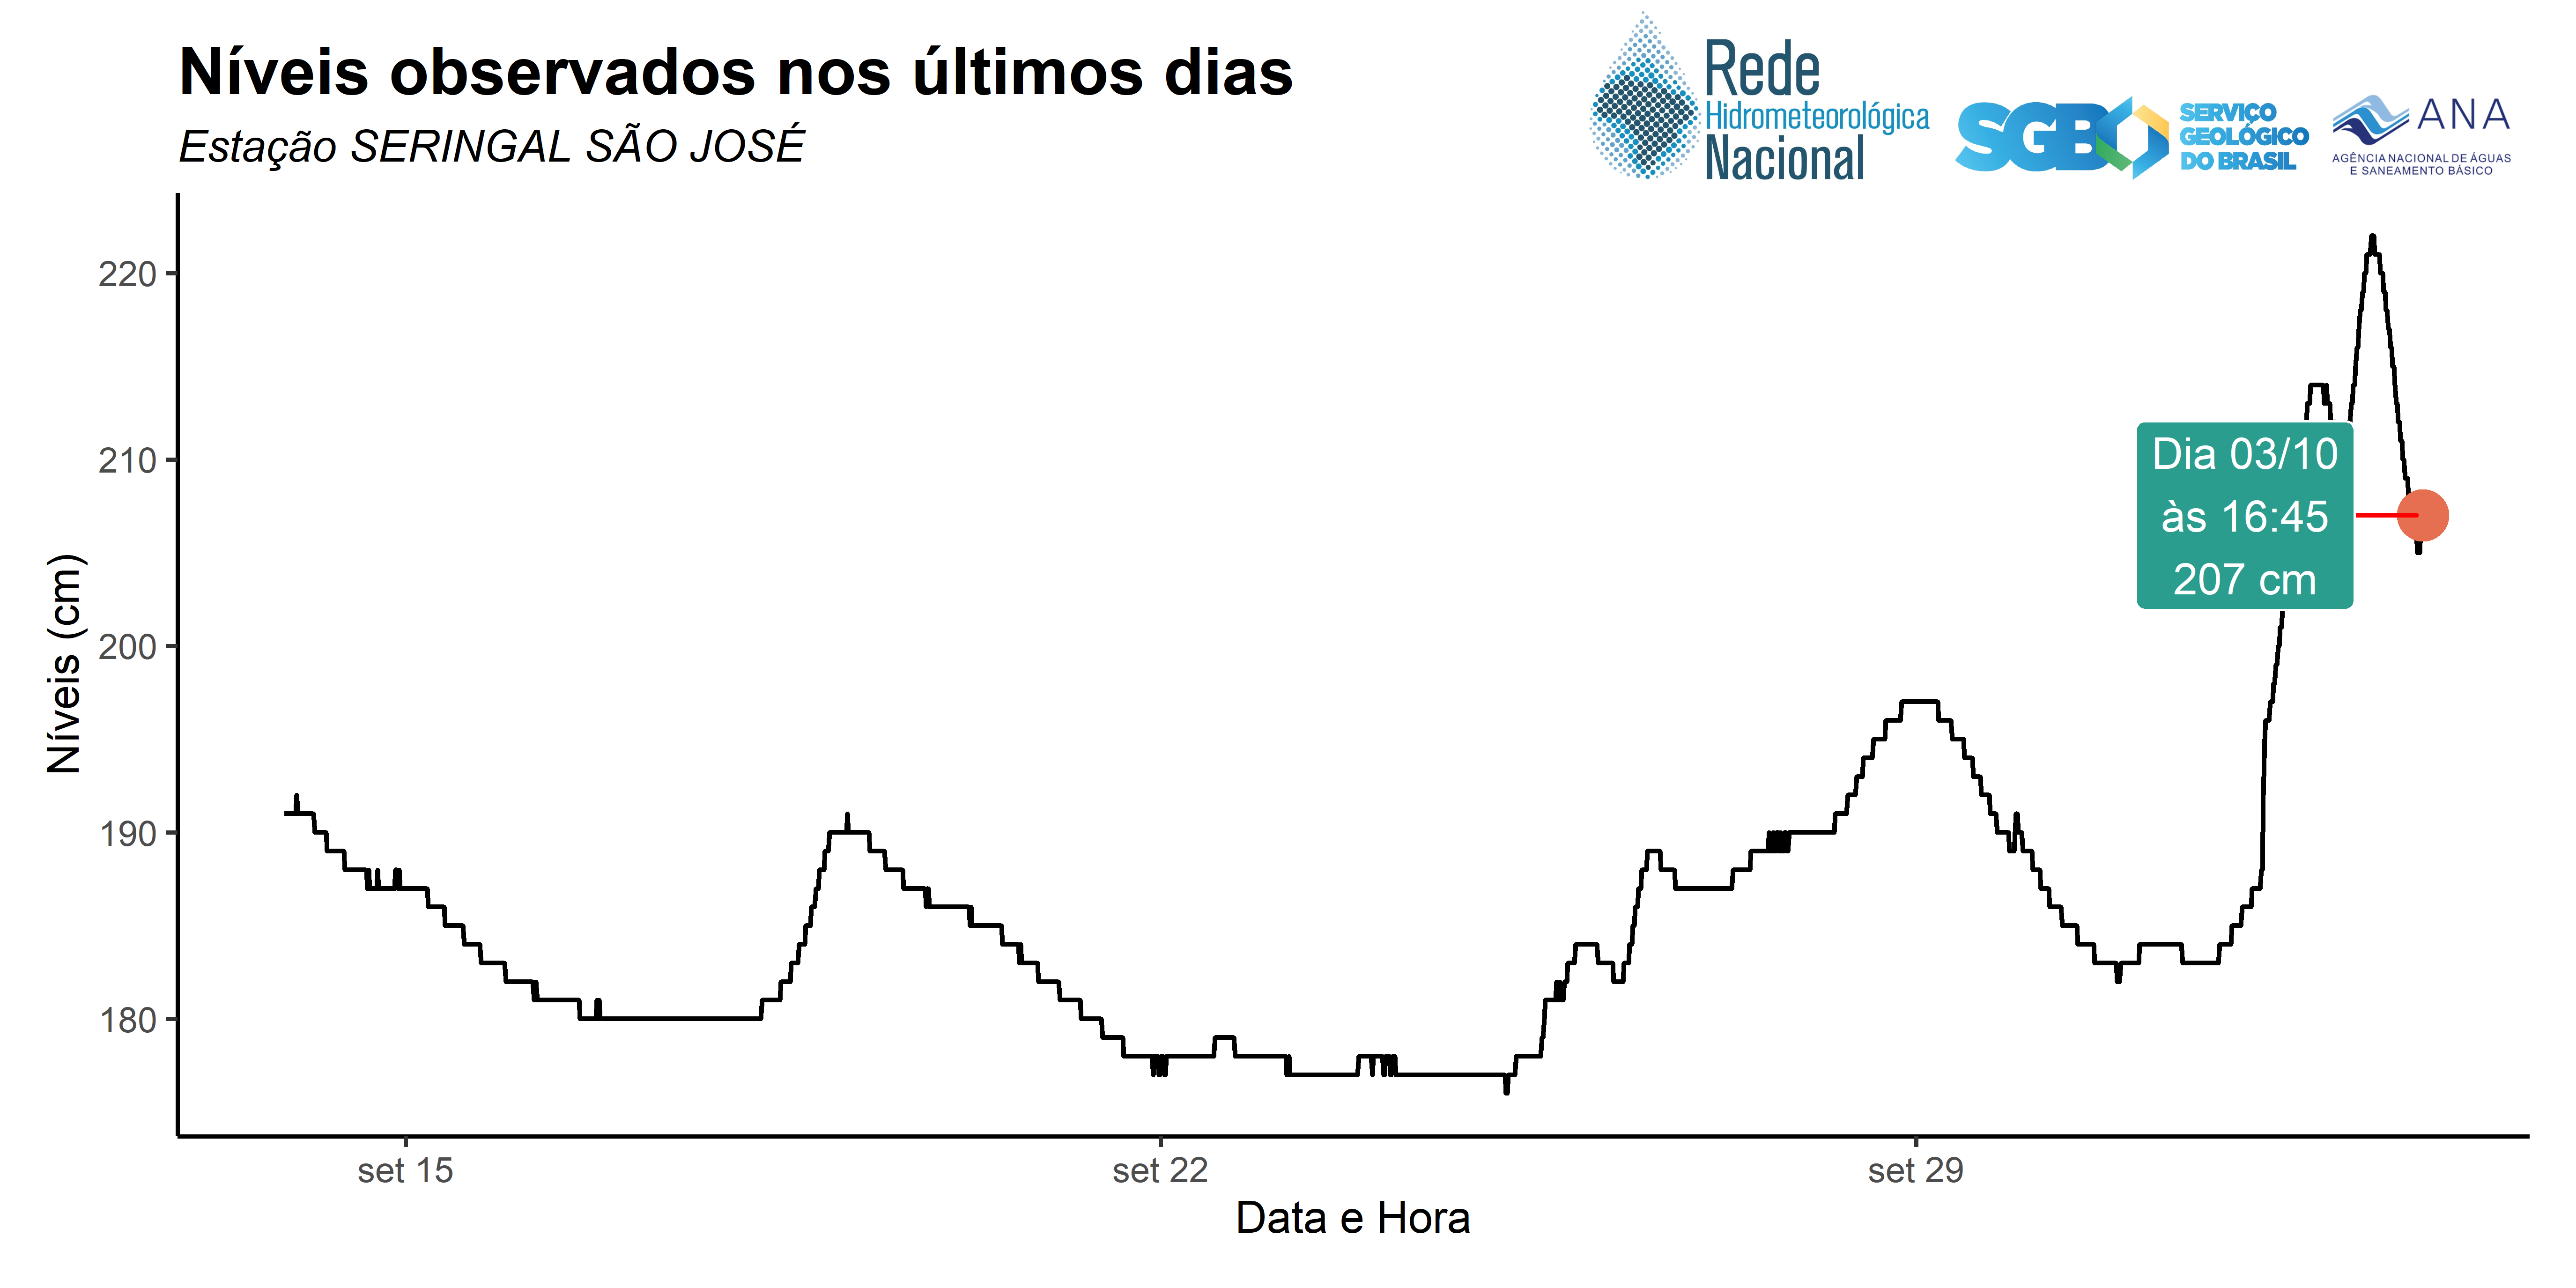 Níveis observados nos últimos dias
Estação SERINGAL SÃO JOSÉ
Rede
Hidrometeorológica
Nacional
SGB
SERVIÇO
GEOLÓGICO
DO BRASIL
ANA
AGÊNCIA NACIONAL DE ÁGUAS
E SANEAMENTO BÁSICO
Níveis (cm)
220
210
200
190
180
Dia 03/10
às 16:45
207 cm
set 15
set 22
set 29
Data e Hora